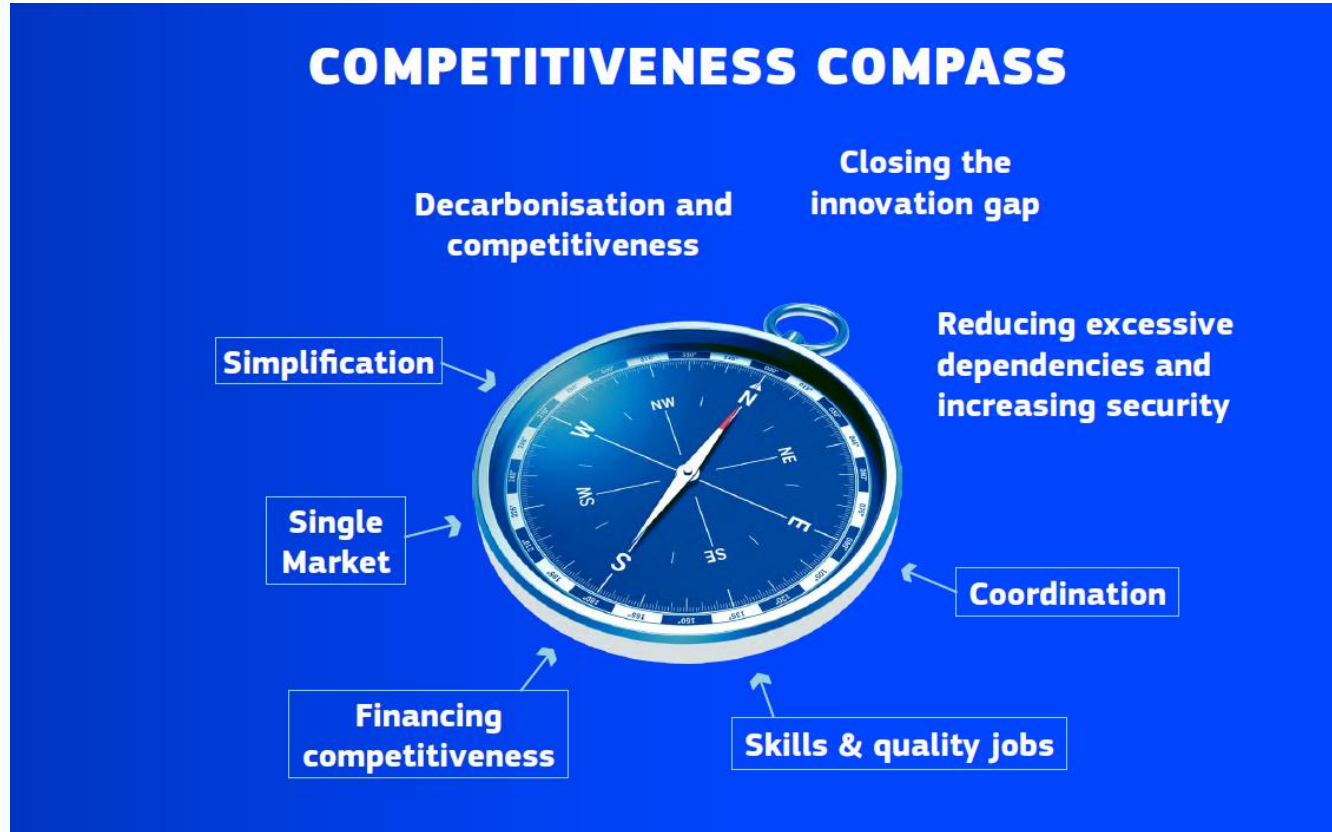 COMPETITIVENESS COMPASS
Closing the
innovation gap
Decarbonisation and
competitiveness
Reducing excessive
dependencies and
increasing security
Simplification
Single
Market
Coordination
Financing
competitiveness
Skills & quality jobs
N
NE
E
SE
S
SW
W
NW